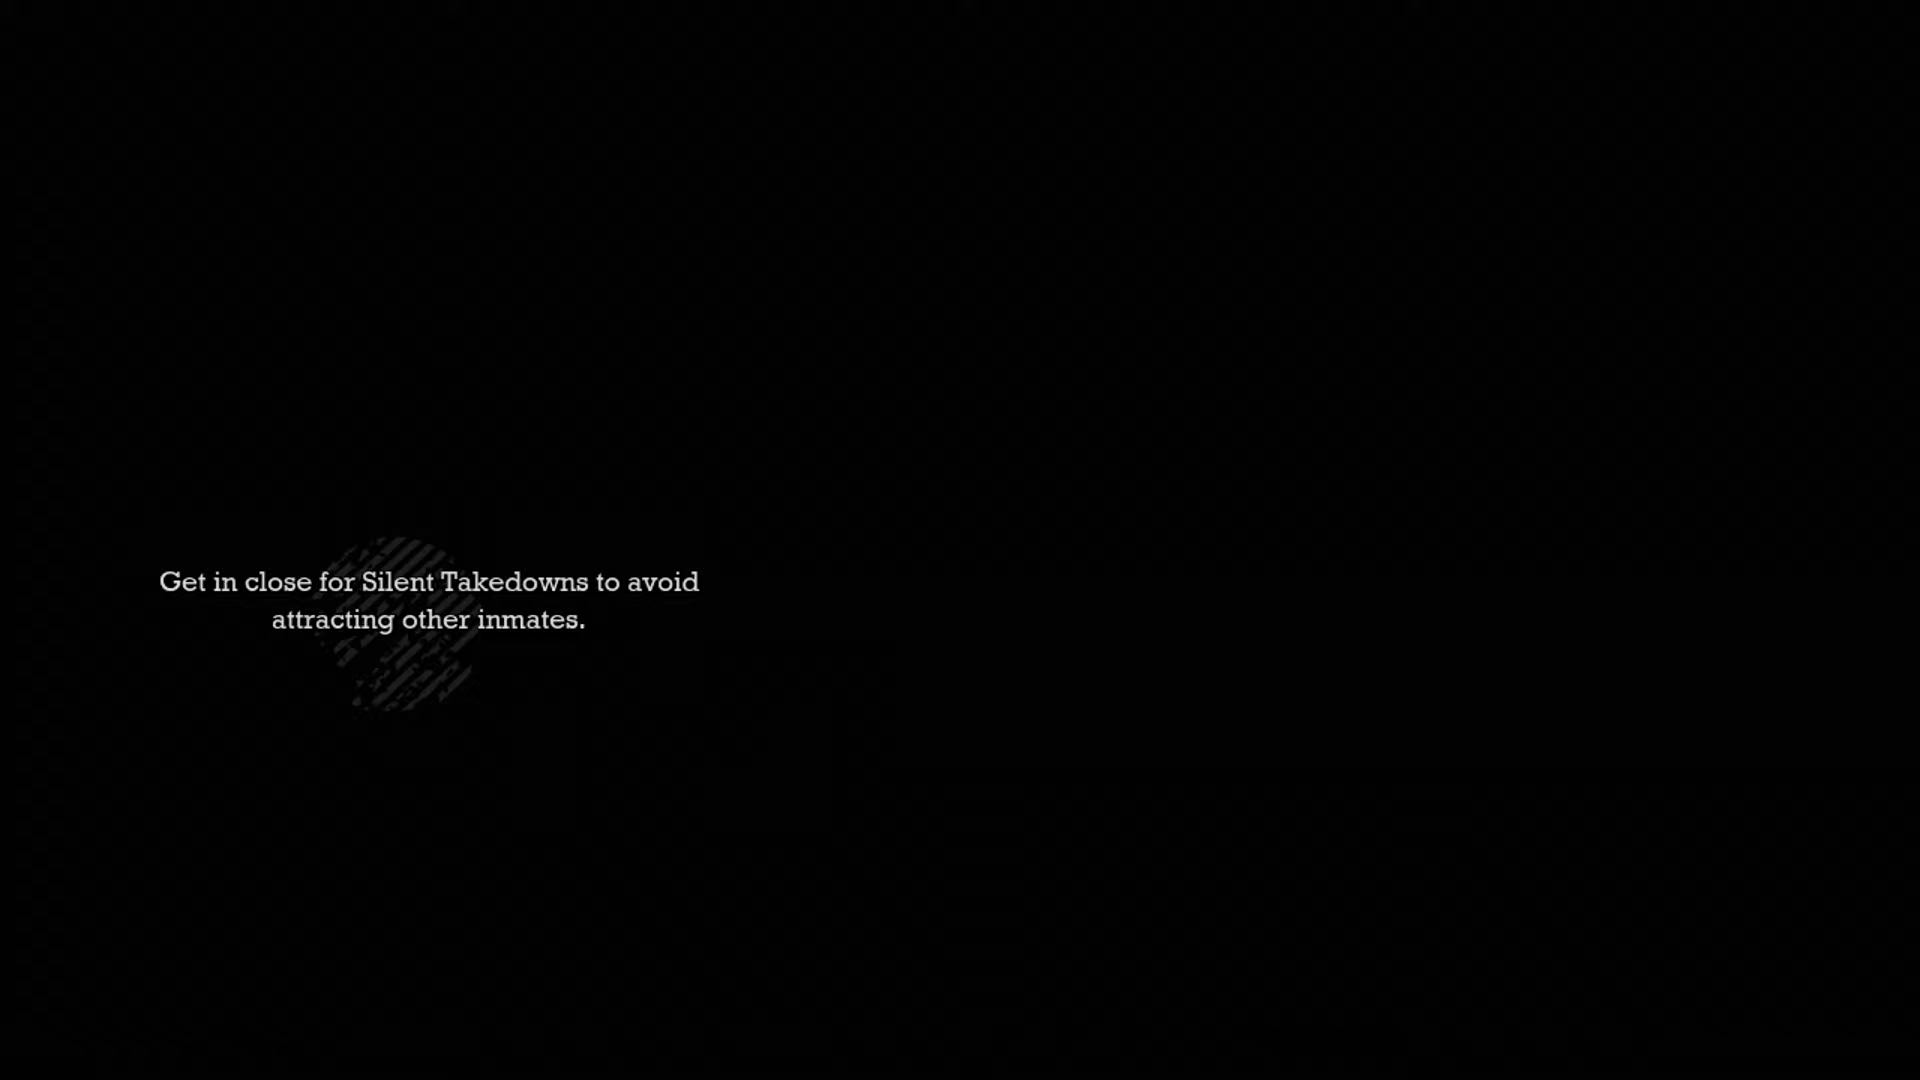 Get in close for Silent Takedowns to avoid
attracting other inmates.